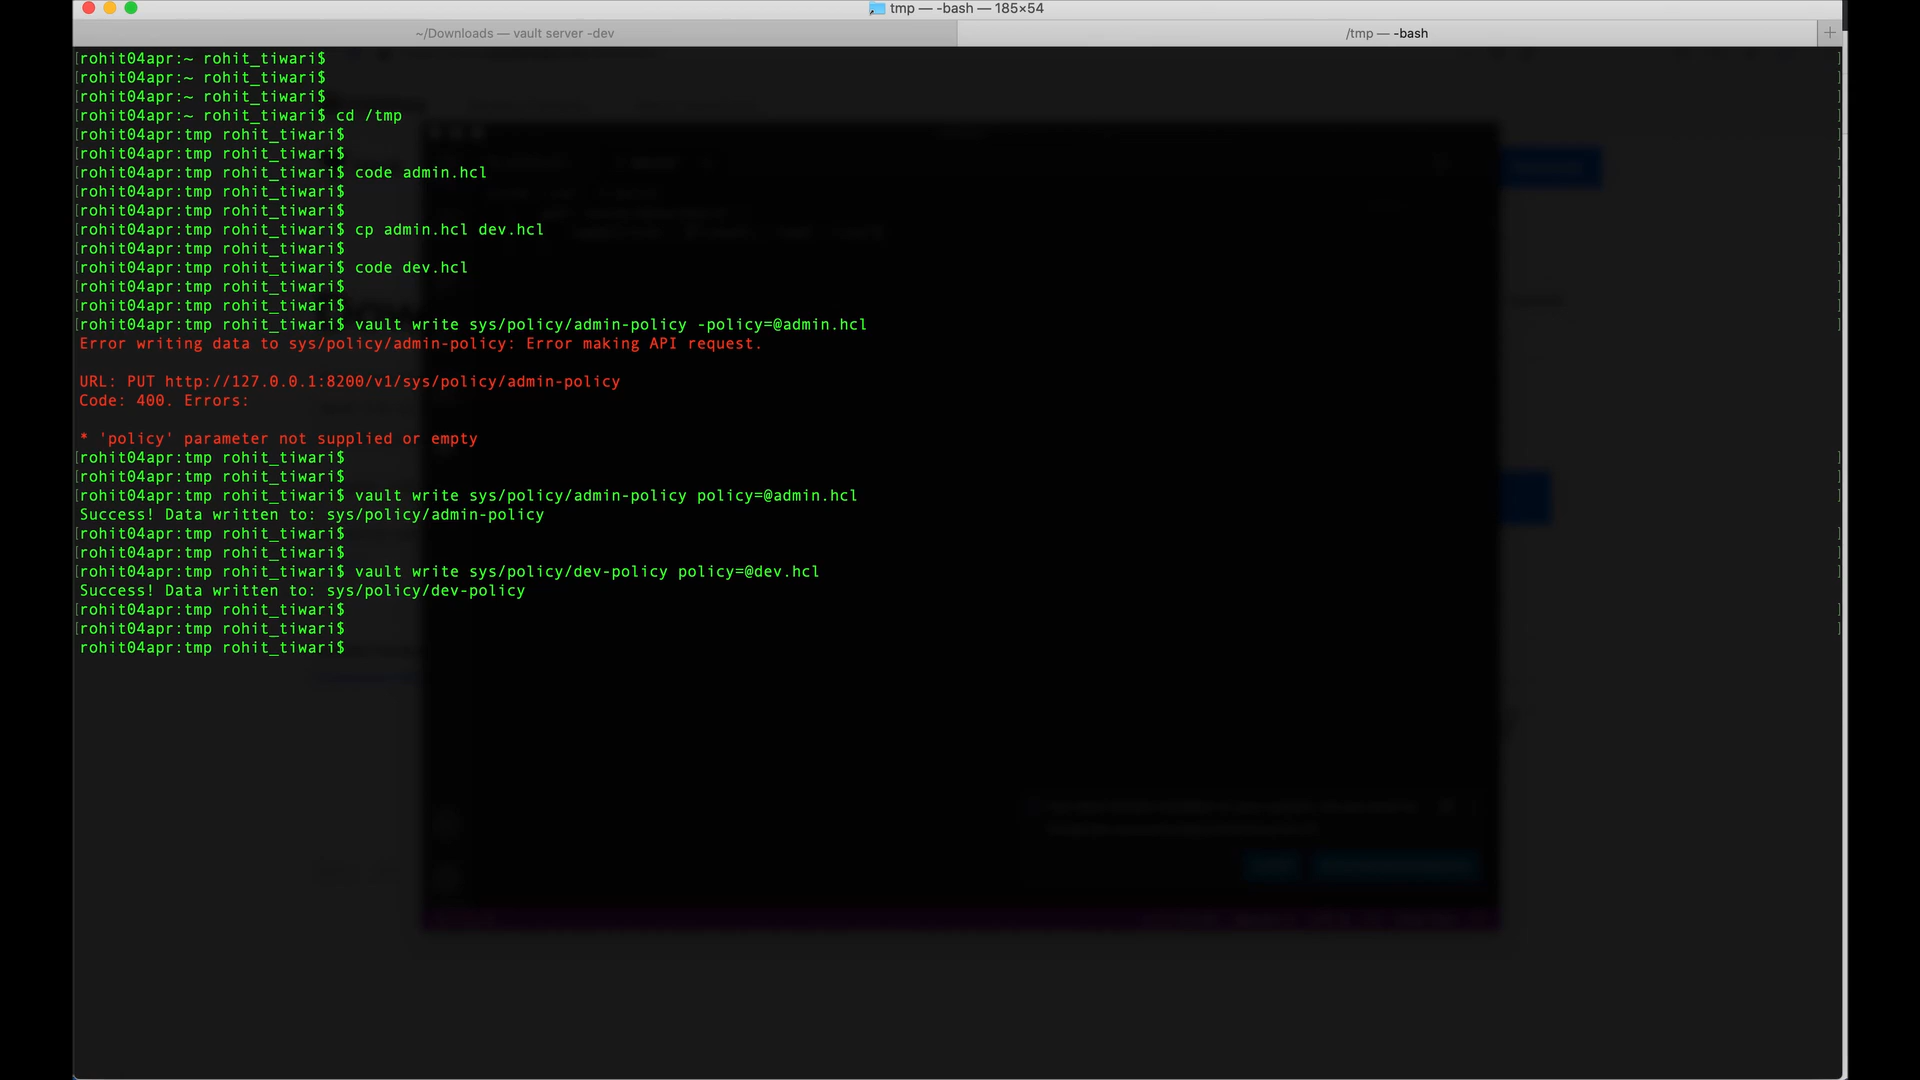 tmp — -bash — 185×54
~/Downloads — vault server -dev
/tmp — -bash
[rohit04apr:~ rohit_tiwari$
[rohit04apr:~ rohit_tiwari$
[rohit04apr:~ rohit_tiwari$
[rohit04apr:~ rohit_tiwari$ cd /tmp
[rohit04apr:tmp rohit_tiwari$
[rohit04apr:tmp rohit_tiwari$
[rohit04apr:tmp rohit_tiwari$ code admin.hcl
[rohit04apr:tmp rohit_tiwari$
[rohit04apr:tmp rohit_tiwari$
[rohit04apr:tmp rohit_tiwari$ cp admin.hcl dev.hcl
[rohit04apr:tmp rohit_tiwari$
[rohit04apr:tmp rohit_tiwari$ code dev.hcl
[rohit04apr:tmp rohit_tiwari$
[rohit04apr:tmp rohit_tiwari$
[rohit04apr:tmp rohit_tiwari$ vault write sys/policy/admin-policy -policy=@admin.hcl
Error writing data to sys/policy/admin-policy: Error making API request.
URL: PUT http://127.0.0.1:8200/v1/sys/policy/admin-policy
Code: 400. Errors:
* 'policy' parameter not supplied or empty
[rohit04apr:tmp rohit_tiwari$
[rohit04apr:tmp rohit_tiwari$
[rohit04apr:tmp rohit_tiwari$ vault write sys/policy/admin-policy policy=@admin.hcl
Success! Data written to: sys/policy/admin-policy
[rohit04apr:tmp rohit_tiwari$
[rohit04apr:tmp rohit_tiwari$
[rohit04apr:tmp rohit_tiwari$ vault write sys/policy/dev-policy policy=@dev.hcl
Success! Data written to: sys/policy/dev-policy
[rohit04apr:tmp rohit_tiwari$
[rohit04apr:tmp rohit_tiwari$
rohit04apr:tmp rohit_tiwari$